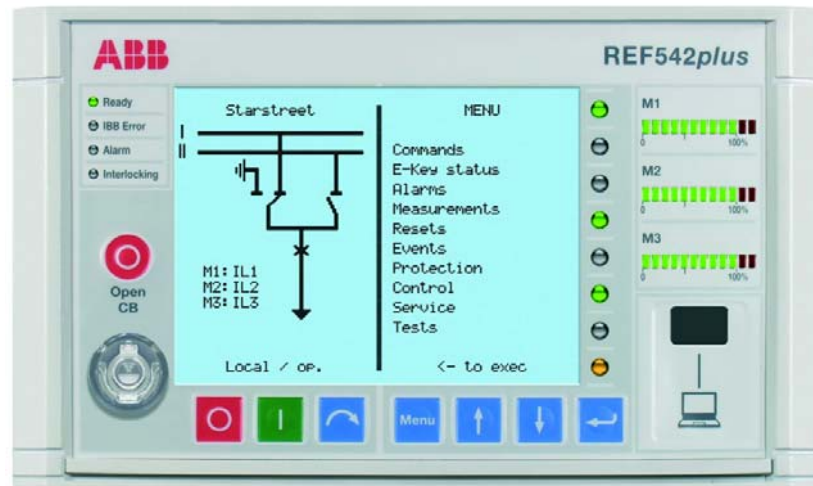 ABB
REF542plus
Ready
IBB Error
Alarm
Interlocking
Open
CB
Starstreet
I
II
M1: IL1
M2: IL2
M3: IL3
Local / op.
MENU
Commands
E-Key status
Alarms
Measurements
Resets
Events
Protection
Control
Service
Tests
<- to exec
M1
0 100%
M2
0 100%
M3
0 100%
Menu